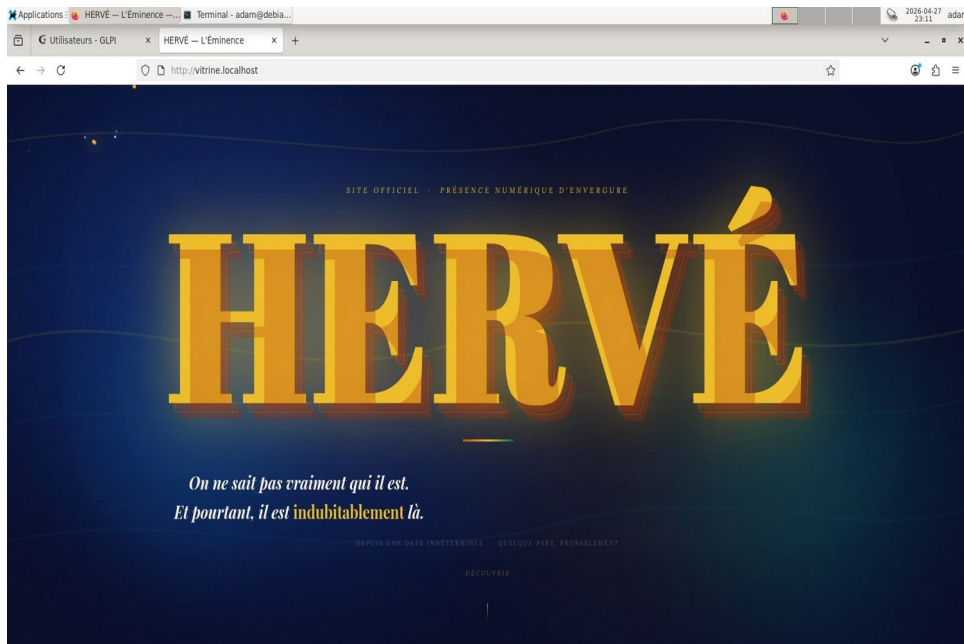 Applications
HERVÉ — L'Éminence —...
Terminal - adam@debia...
2026-04-27
23:11
adar
Utilisateurs - GLPI
HERVÉ — L'Éminence
http://vitrine.localhost
SITE OFFICIEL · PRÉSENCE NUMÉRIQUE D'ENVERGURE
HERVÉ
On ne sait pas vraiment qui il est.
Et pourtant, il est indubitablement là.
DEPUIS UNE DATE INDÉTERMINÉE · QUELQUE PART, PROBABLEMENT
DÉCOUVRIR